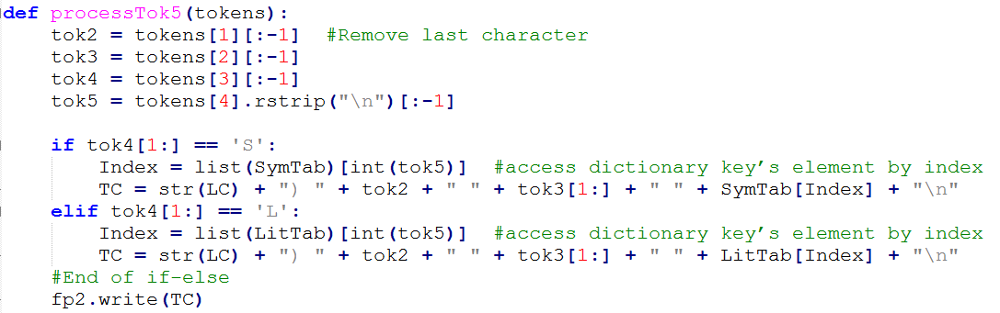 def processTok5(tokens):
    tok2 = tokens[1][:-1]  #Remove last character
    tok3 = tokens[2][:-1]
    tok4 = tokens[3][:-1]
    tok5 = tokens[4].rstrip("\n")[:-1]

    if tok4[1:] == 'S':
        Index = list(SymTab)[int(tok5)]  #access dictionary key’s element by index
        TC = str(LC) + ") " + tok2 + " " + tok3[1:] + " " + SymTab[Index] + "\n"
    elif tok4[1:] == 'L':
        Index = list(LitTab)[int(tok5)]  #access dictionary key’s element by index
        TC = str(LC) + ") " + tok2 + " " + tok3[1:] + " " + LitTab[Index] + "\n"
    #End of if-else
    fp2.write(TC)